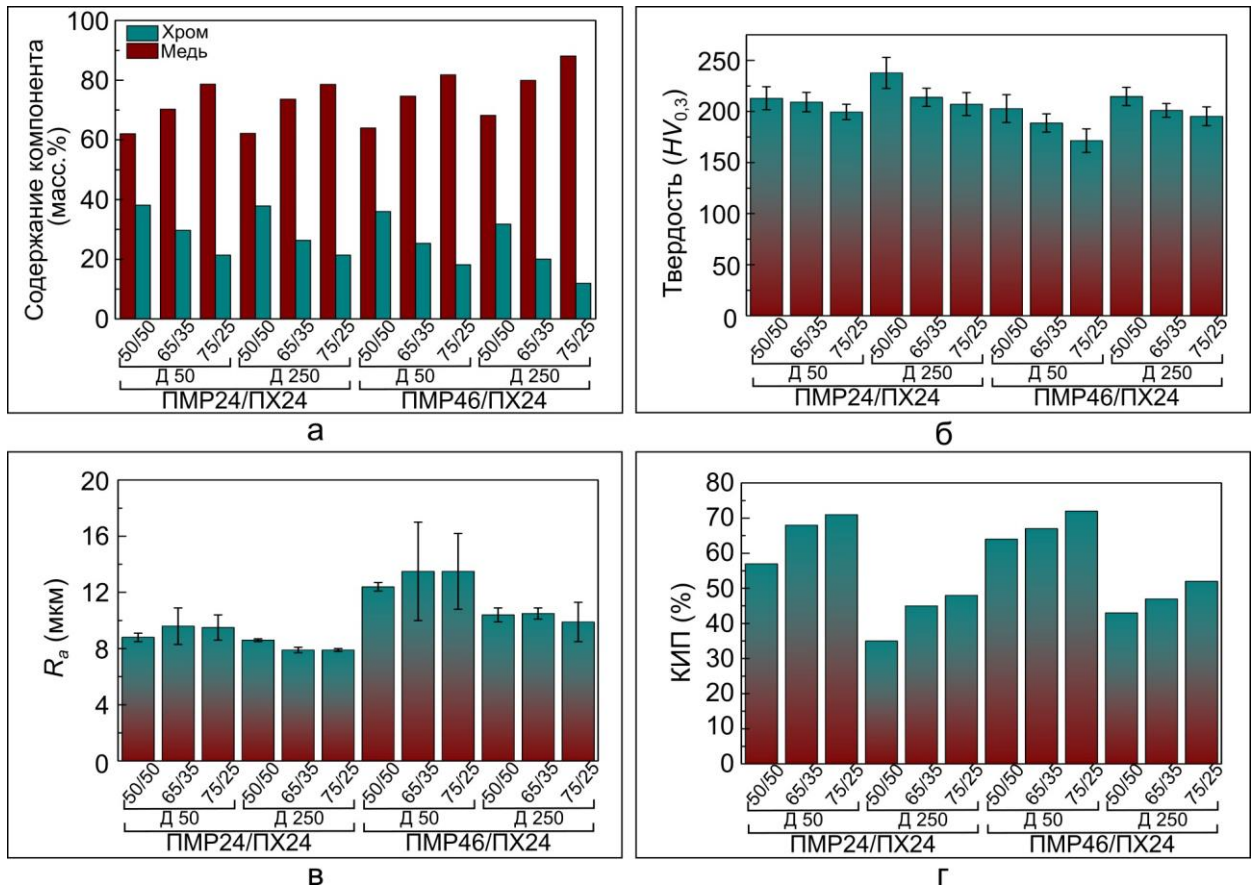 100
80
60
40
20
0
Содержание компонента
(масс.%)
Хром
Медь
50/50 65/35 75/25 50/50 65/35 75/25 50/50 65/35 75/25 50/50 65/35 75/25
Д 50 Д 250 Д 50 Д 250
ПМР24/ПХ24 ПМР46/ПХ24
а
250
200
150
100
50
0
Твердость (HV0,3)
50/50 65/35 75/25 50/50 65/35 75/25 50/50 65/35 75/25 50/50 65/35 75/25
Д 50 Д 250 Д 50 Д 250
ПМР24/ПХ24 ПМР46/ПХ24
б
20
16
12
8
4
0
Ra (мкм)
50/50 65/35 75/25 50/50 65/35 75/25 50/50 65/35 75/25 50/50 65/35 75/25
Д 50 Д 250 Д 50 Д 250
ПМР24/ПХ24 ПМР46/ПХ24
в
80
70
60
50
40
30
20
10
0
КИП (%)
50/50 65/35 75/25 50/50 65/35 75/25 50/50 65/35 75/25 50/50 65/35 75/25
Д 50 Д 250 Д 50 Д 250
ПМР24/ПХ24 ПМР46/ПХ24
г